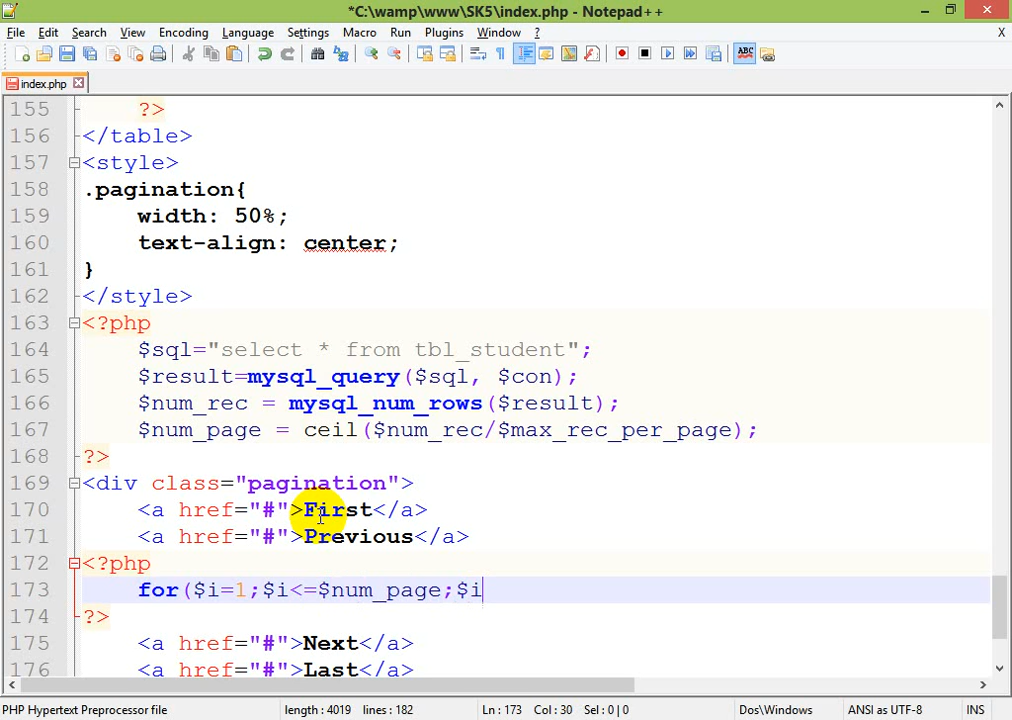 *C:\wamp\www\SK5\index.php - Notepad++
File Edit Search View Encoding Language Settings Macro Run Plugins Window ? X
index.php
155 ?>
156 </table>
157 <style>
158 .pagination{
159 width: 50%;
160 text-align: center;
161 }
162 </style>
163 <?php
164 $sql="select * from tbl_student";
165 $result=mysql_query($sql, $con);
166 $num_rec = mysql_num_rows($result);
167 $num_page = ceil($num_rec/$max_rec_per_page);
168 ?>
169 <div class="pagination">
170 <a href="#">First</a>
171 <a href="#">Previous</a>
172 <?php
173 for($i=1;$i<=$num_page;$i
174 ?>
175 <a href="#">Next</a>
176 <a href="#">Last</a>
PHP Hypertext Preprocessor file length : 4019 lines : 182 Ln : 173 Col : 30 Sel : 0 | 0 Dos\Windows ANSI as UTF-8 INS